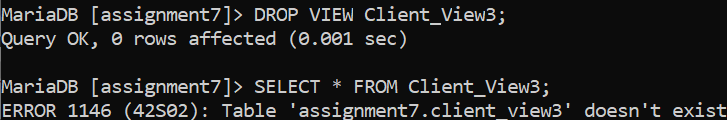 MariaDB [assignment7]> DROP VIEW Client_View3;
Query OK, 0 rows affected (0.001 sec)
MariaDB [assignment7]> SELECT * FROM Client_View3;
ERROR 1146 (42S02): Table 'assignment7.client_view3' doesn't exist